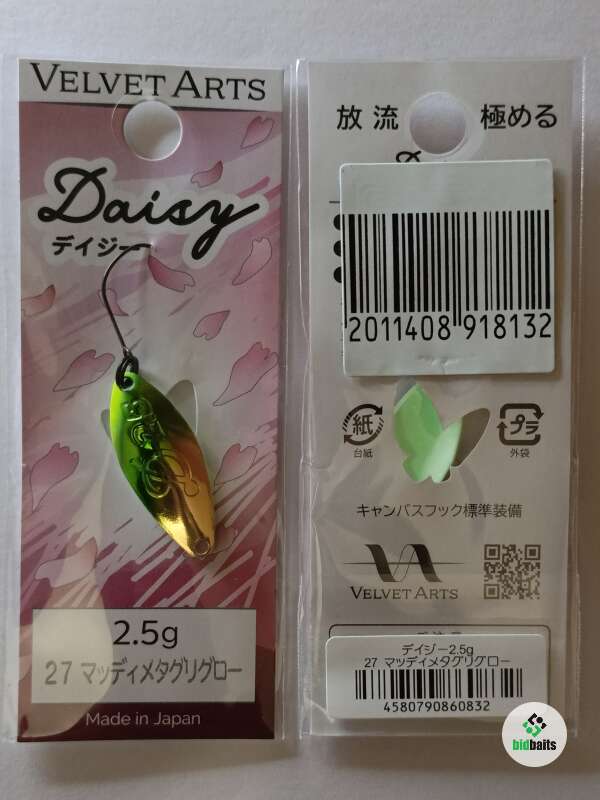 VELVET ARTS
Daisy
デイジー
2.5g
27 マッディメタグリグロー
Made in Japan
放流 極める
2011408 918132
紙
台紙
プラ
外袋
キャンバスフック標準装備
VELVET ARTS
デイジー2.5g
27 マッディメタグリグロー
4580790860832
bidbaits